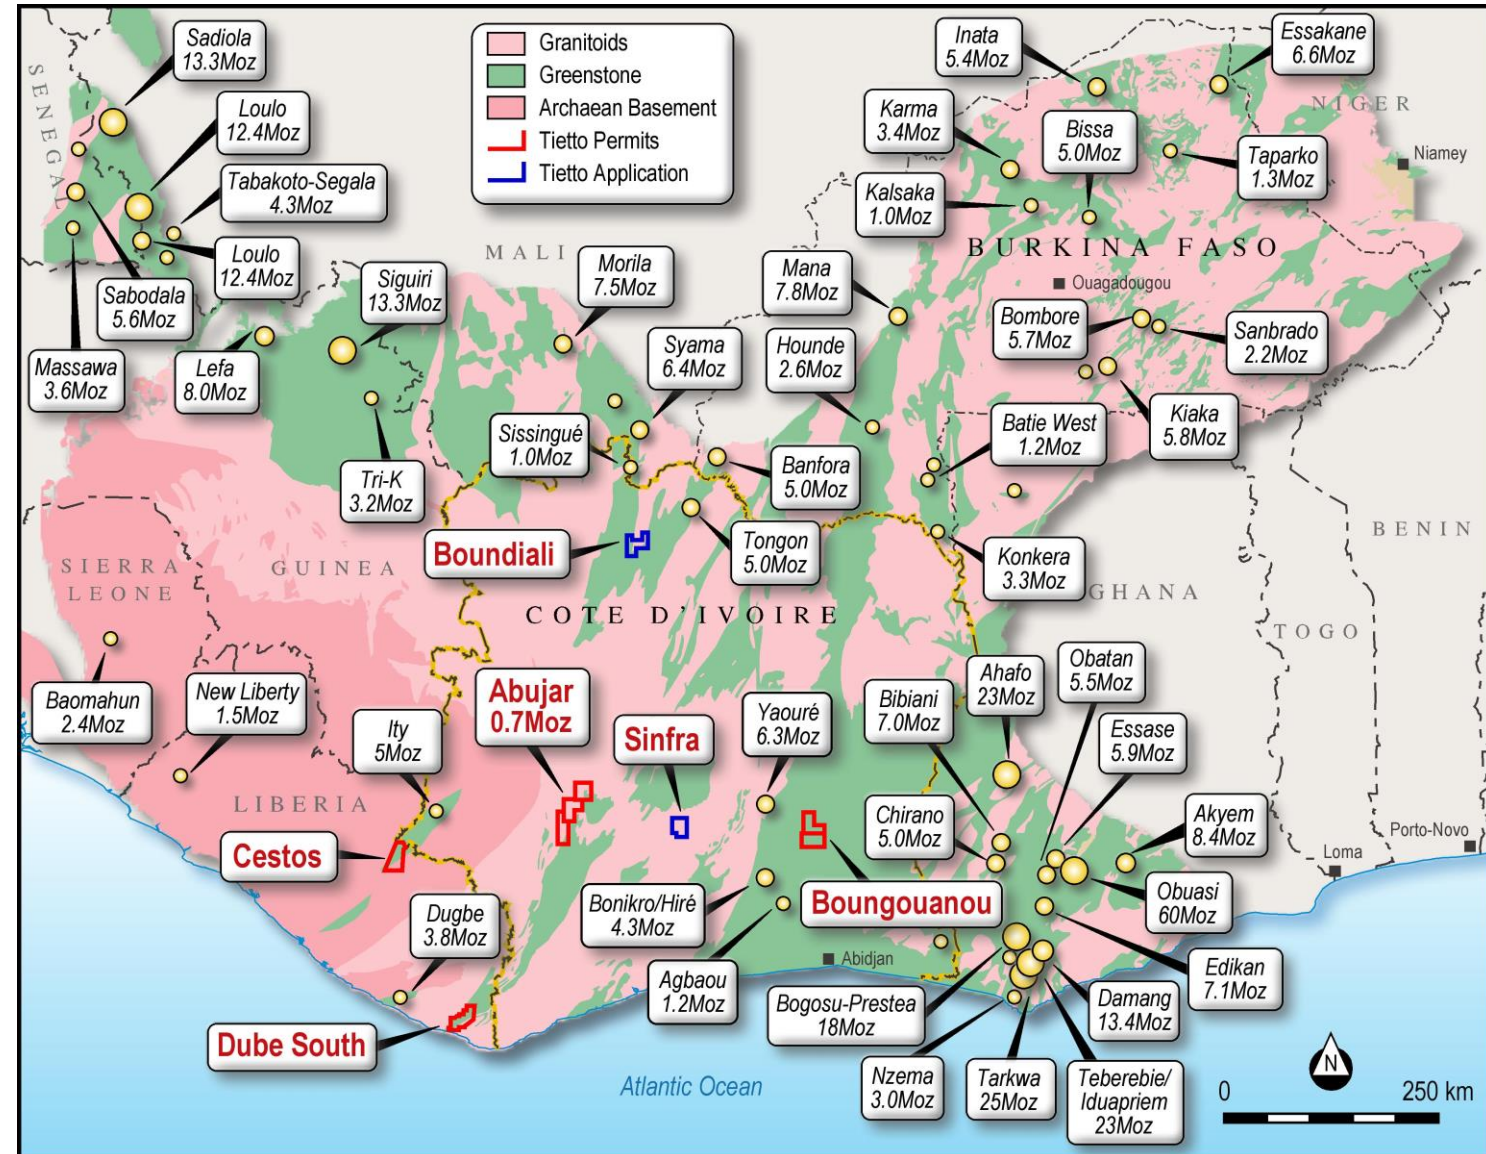 Granitoids
Greenstone
Archaean Basement
Tietto Permits
Tietto Application
Sadiola
13.3Moz
Loulo
12.4Moz
Tabakoto-Segala
4.3Moz
Loulo
12.4Moz
Sabodala
5.6Moz
Massawa
3.6Moz
Lefa
8.0Moz
Siguiri
13.3Moz
Tri-K
3.2Moz
Morila
7.5Moz
Syama
6.4Moz
Sissingué
1.0Moz
Banfora
5.0Moz
Tongon
5.0Moz
Boundiali
Inata
5.4Moz
Essakane
6.6Moz
Karma
3.4Moz
Bissa
5.0Moz
Taparko
1.3Moz
Kalsaka
1.0Moz
Mana
7.8Moz
Hounde
2.6Moz
Bombore
5.7Moz
Sanbrado
2.2Moz
Kiaka
5.8Moz
Batie West
1.2Moz
Konkera
3.3Moz
SENEGAL
MALI
NIGER
Niamey
BURKINA FASO
Ouagadougou
BENIN
GHANA
TOGO
SIERRA
LEONE
GUINEA
COTE D'IVOIRE
LIBERIA
Baomahun
2.4Moz
New Liberty
1.5Moz
Ity
5Moz
Abujar
0.7Moz
Sinfra
Yaouré
6.3Moz
Bibiani
7.0Moz
Ahafo
23Moz
Obatan
5.5Moz
Essase
5.9Moz
Akyem
8.4Moz
Chirano
5.0Moz
Cestos
Dugbe
3.8Moz
Bonikro/Hiré
4.3Moz
Boungouanou
Obuasi
60Moz
Agbaou
1.2Moz
Abidjan
Edikan
7.1Moz
Damang
13.4Moz
Bogosu-Prestea
18Moz
Nzema
3.0Moz
Tarkwa
25Moz
Teberebie/
Iduapriem
23Moz
Dube South
Porto-Novo
Loma
Atlantic Ocean
N
0 250 km